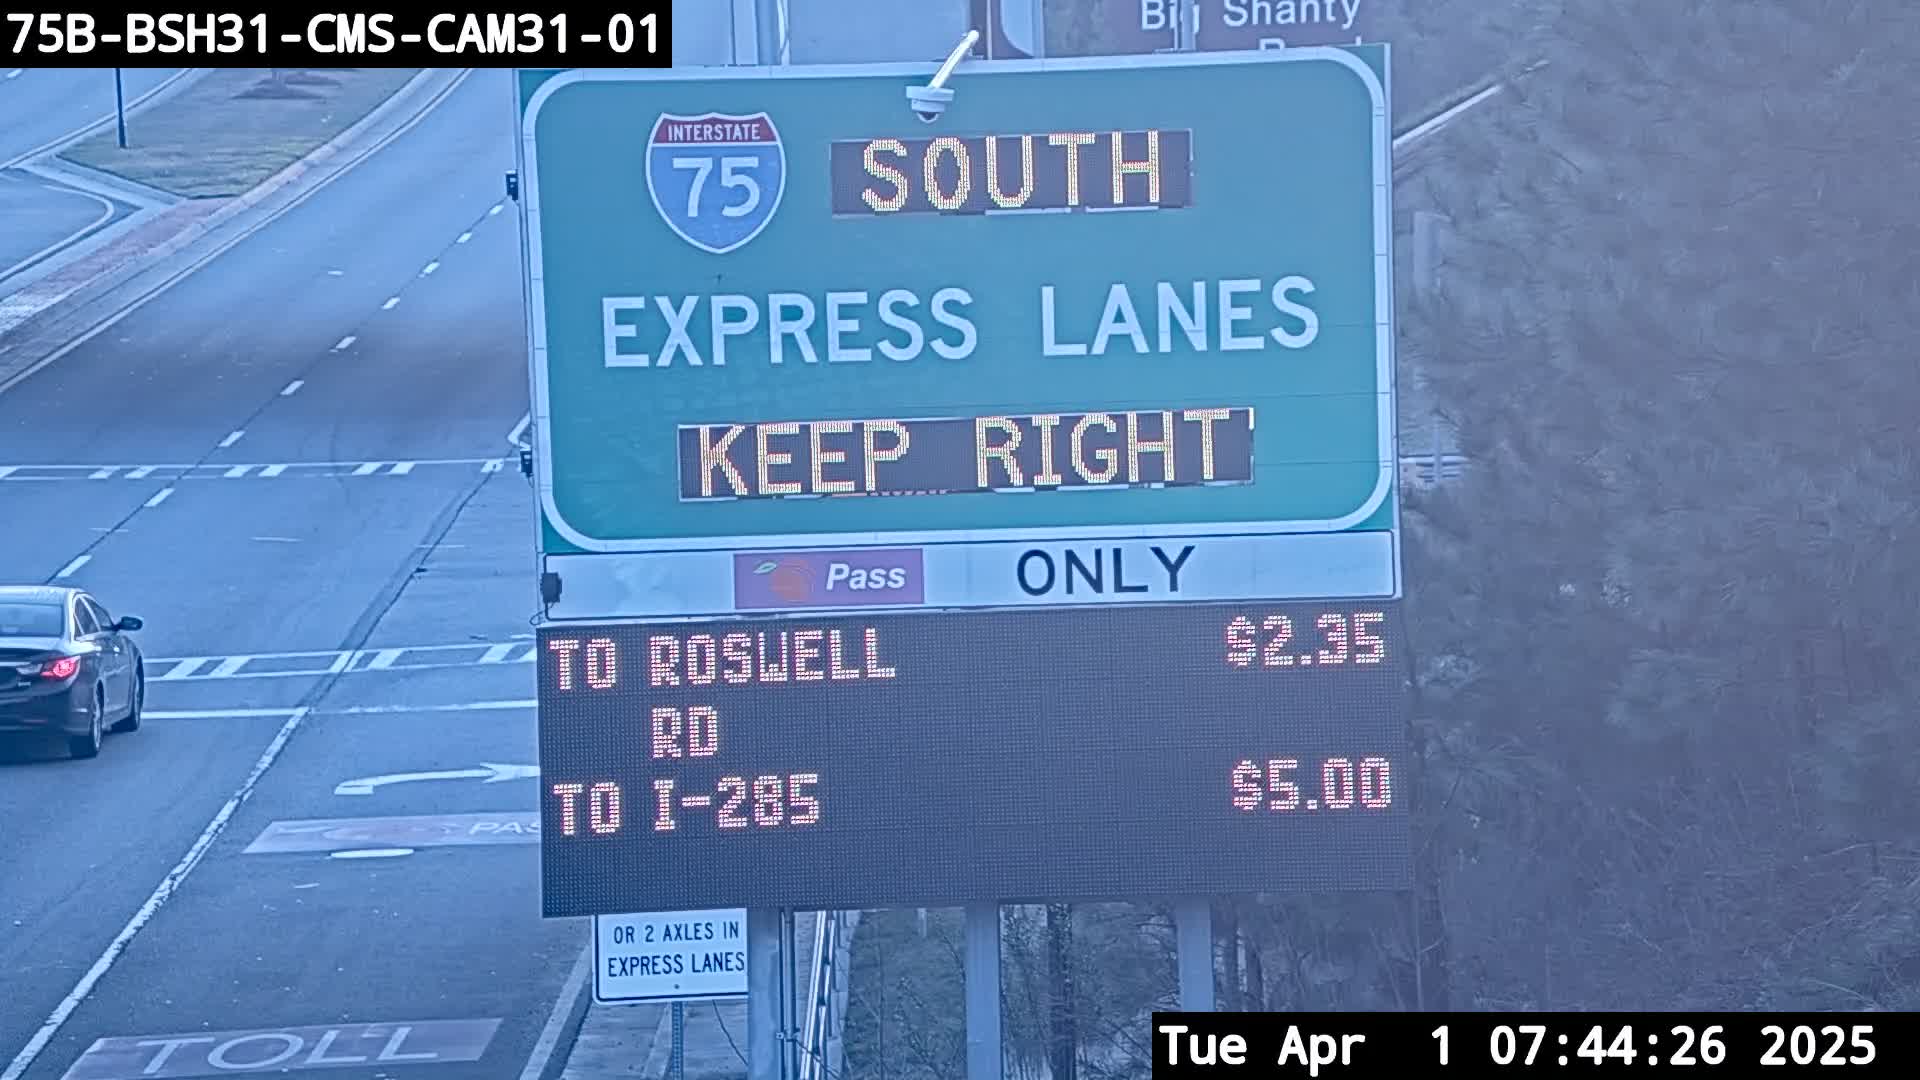 75B-BSH31-CMS-CAM31-01
Big Shanty
INTERSTATE
75
SOUTH
EXPRESS LANES
KEEP RIGHT
Pass ONLY
TO ROSWELL $2.35
RD
TO I-285 $5.00
OR 2 AXLES IN
EXPRESS LANES
TOLL
Tue Apr 1 07:44:26 2025